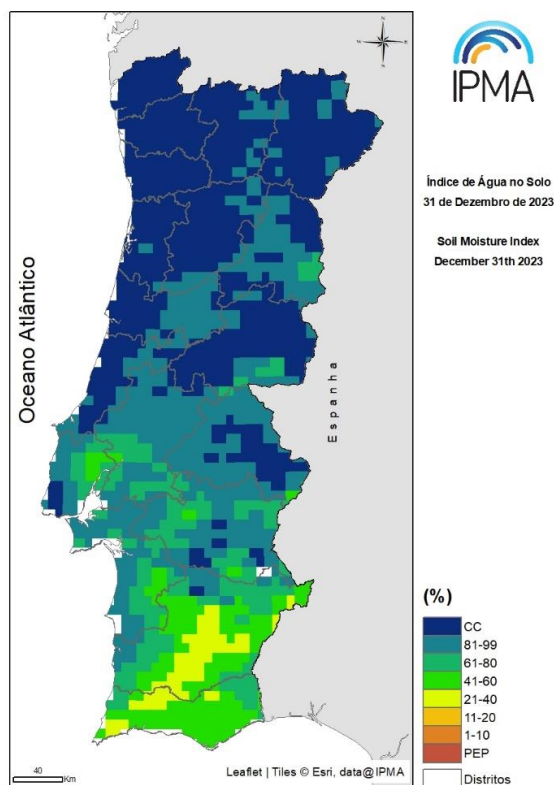 N
IPMA
Índice de Água no Solo
31 de Dezembro de 2023
Soil Moisture Index
December 31th 2023
Oceano Atlântico
Espanha
(%)
CC
81-99
61-80
41-60
21-40
11-20
1-10
PEP
Distritos
40
Km
Leaflet | Tiles © Esri, data@IPMA